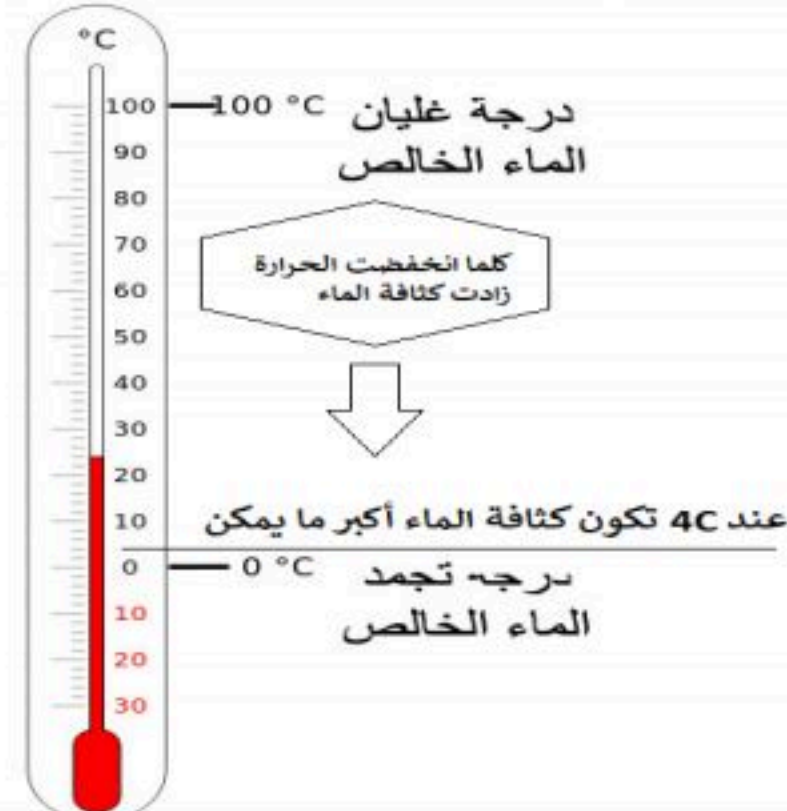 °C
100
100 °C
درجة غليان
الماء الخالص
90
80
70
كلما انخفضت الحرارة
زادت كثافة الماء
60
50
40
30
20
عند 4C تكون كثافة الماء أكبر ما يمكن
10
0
0 °C
درجه تجمد
الماء الخالص
10
20
30